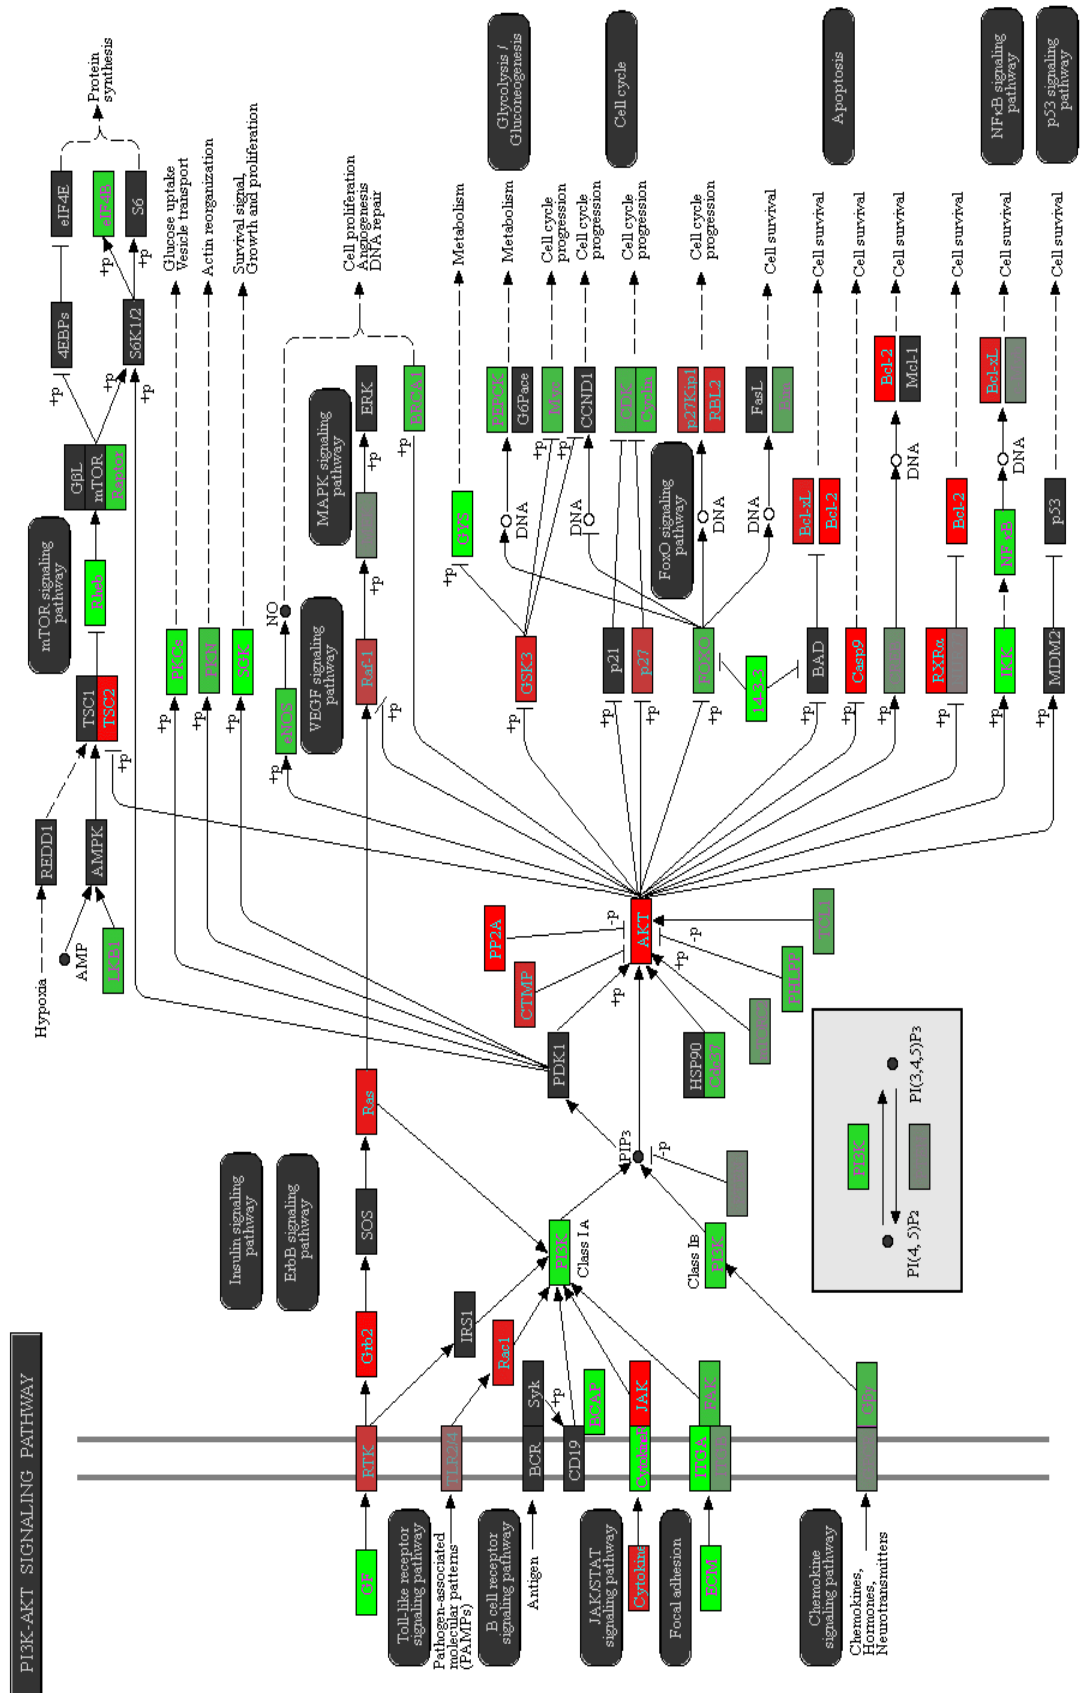 PI3K-AKT SIGNALING PATHWAY
Hypoxia
REDD1
AMP
AMPK
LKB1
TSC1
TSC2
mTOR signaling
pathway
Rheb
GβL
mTOR
Raptor
4EBPs
S6K1/2
eIF4E
eIF4B
S6
Protein
synthesis
+p
+p
+p
+p
+p
+p
+p
PKCs
Glucose uptake
Vesicle transport
+p
PKN
Actin reorganization
+p
SGK
Survival signal,
Growth and proliferation
Insulin signaling
pathway
ErbB signaling
pathway
+p
eNOS
NO
VEGF signaling
pathway
MAPK signaling
pathway
GF
RTK
Grb2
SOS
Ras
Raf-1
+p
+p
+p
ERK
BRCA1
+p
Cell proliferation
Angiogenesis
DNA repair
Toll-like receptor
signaling pathway
Pathogen-associated
molecular patterns
(PAMPs)
TLR2/4
IRS1
Rac1
B cell receptor
signaling pathway
Antigen
BCR
Syk
+p
CD19
BCAP
PI3K
Class IA
PDK1
+p
CTMP
PP2A
-p
+p
GYS
Metabolism
+p
GSK3
DNA
PEPCK
G6Pace
Metabolism
Glycolysis /
Gluconeogenesis
+p
+p
Myc
Cell cycle
progression
DNA
CCND1
Cell cycle
progression
Cell cycle
JAK/STAT
signaling pathway
Cytokine
CytokineR
JAK
PIP3
AKT
+p
p21
+p
p27
CDK
Cyclin
Cell cycle
progression
Focal adhesion
ECM
ITGA
FAK
Class IB
PI3K
-p
HSP90
Cdc37
+p
-p
PHLPP
TCL1
FoxO signaling
pathway
+p
FOXO
DNA
p27Kip1
RBL2
Cell cycle
progression
14-3-3
DNA
FasL
Bim
Cell survival
Chemokine
signaling pathway
Chemokines,
Hormones,
Neurotransmitters
Gβγ
PI3K
PI(4, 5)P2
PI(3,4,5)P3
+p
BAD
Bcl-xL
Bcl-2
Cell survival
Apoptosis
+p
Casp9
Cell survival
+p
DNA
Bcl-2
Mcl-1
Cell survival
+p
RXRα
Bcl-2
Cell survival
+p
IKK
NFκB
DNA
Bcl-xL
Cell survival
NFκB signaling
pathway
+p
MDM2
p53
Cell survival
p53 signaling
pathway